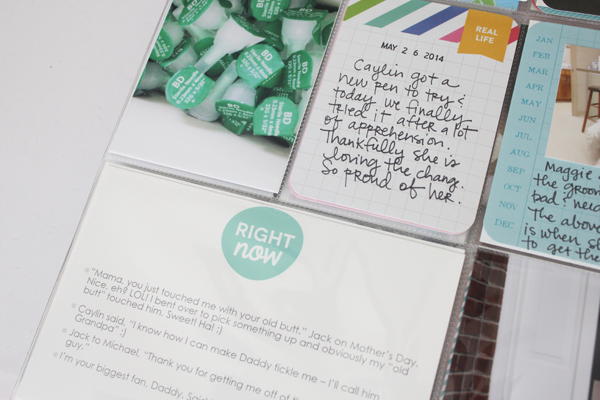 BD
BD
BD
BD
REAL
LIFE
MAY 2 6 2014
Caylin got a
new pen to try &
today we finally
tried it after a lot
of apprehension.
Thankfully she is
loving the change.
So proud of her.
JAN
FEB
MAR
APR
MAY
JUN
JUL
AUG
SEP
OCT
NOV
DEC
Maggie
the groom
bad! need
The above
is when s
to get the
RIGHT
now
"Mama, you just touched me with your old butt." Jack on Mother's Day.
Nice, eh? LOL! I bent over to pick something up and obviously my "old
butt" touched him. Sweet! Ha! :)
Caylin said, "I know how I can make Daddy tickle me – I'll call him
Grandpa" :)
Jack to Michael, "Thank you for getting me off of
guy."
I'm your biggest fan, Daddy.